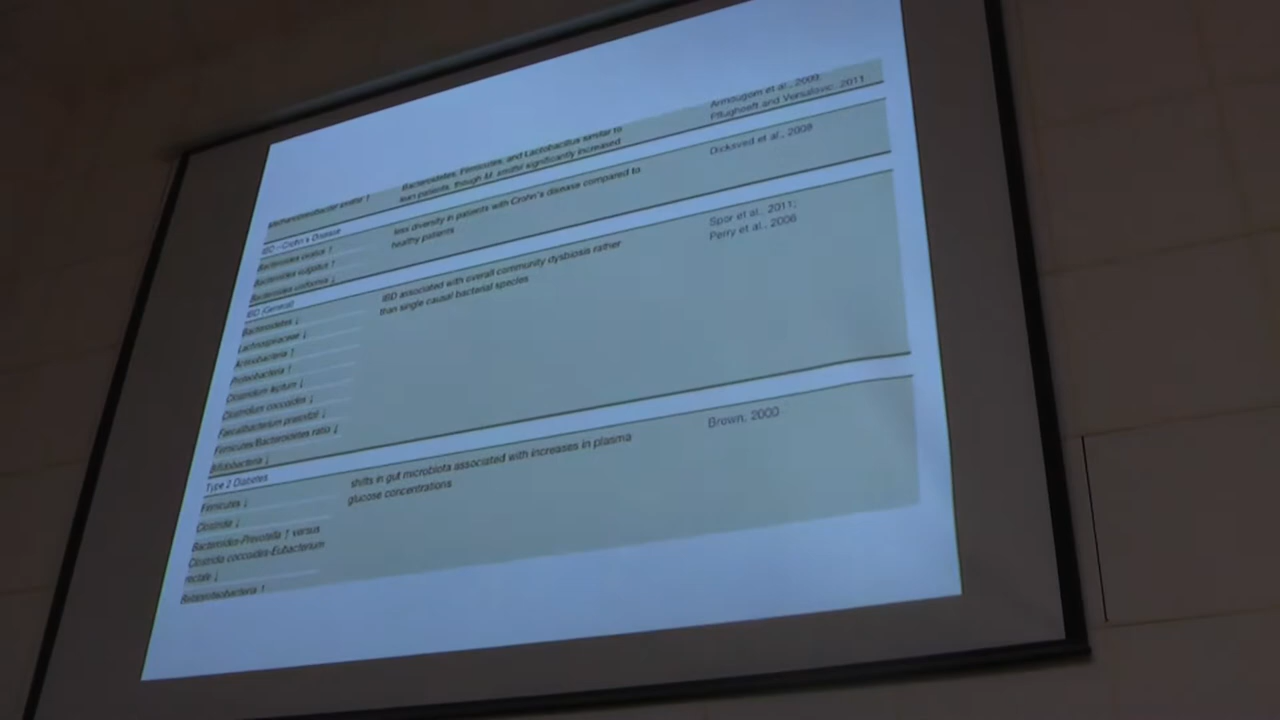 Armougom et al., 2009;
Pflughoeft and Versalovic, 2011
Methanobrevibacter smithii ↑
Bacteroidetes, Firmicutes, and Lactobacillus similar to
lean patients, though M. smithii significantly increased
IBD - Crohn's Disease
Bacteroides ovatus ↑
Bacteroides vulgatus ↑
Bacteroides uniformis ↓
less diversity in patients with Crohn's disease compared to
healthy patients
Dicksved et al., 2008
IBD (General)
Bacteroidetes ↓
Lachnospiraceae ↓
Actinobacteria ↑
Proteobacteria ↑
Clostridium leptum ↓
Clostridium coccoides ↓
Faecalibacterium prausnitzii ↓
Firmicutes/Bacteroidetes ratio ↓
Bifidobacteria ↓
IBD associated with overall community dysbiosis rather
than single causal bacterial species
Spor et al., 2011;
Perry et al., 2006
Type 2 Diabetes
Firmicutes ↓
Clostridia ↓
Bacteroides-Prevotella ↑ versus
Clostridia coccoides-Eubacterium
rectale ↓
Betaproteobacteria ↑
shifts in gut microbiota associated with increases in plasma
glucose concentrations
Brown, 2000